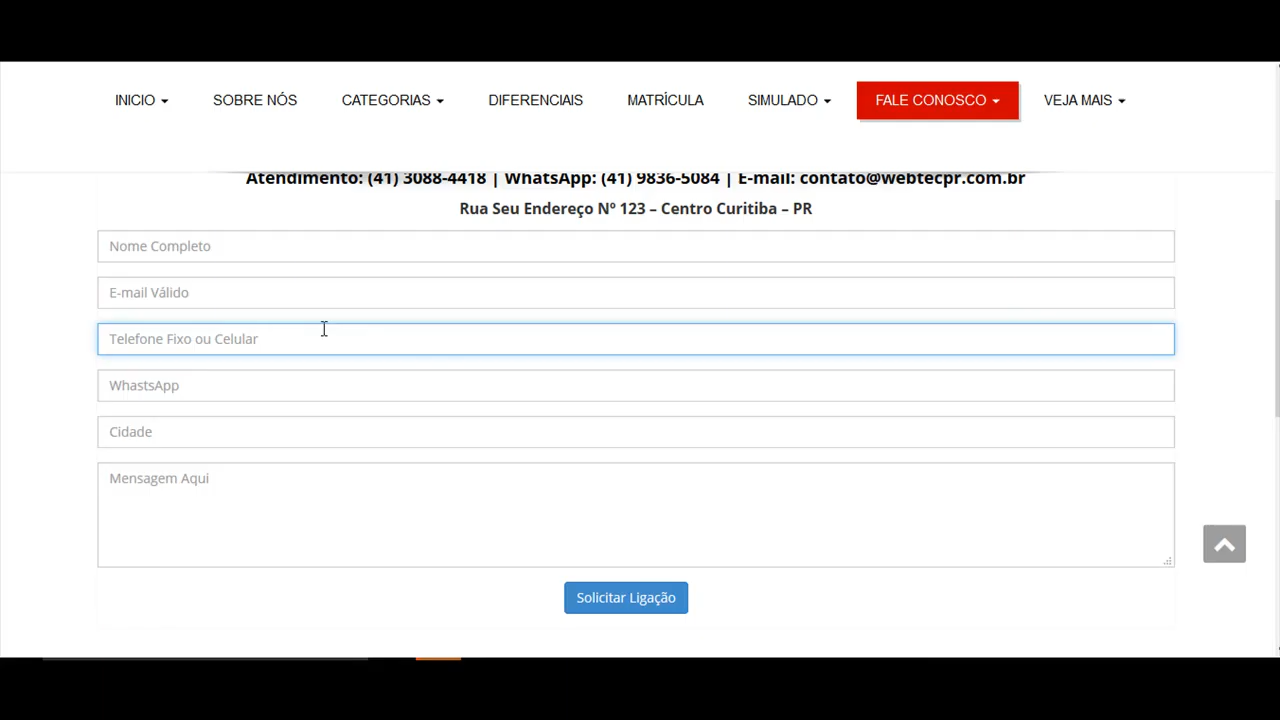 INICIO SOBRE NÓS CATEGORIAS DIFERENCIAIS MATRÍCULA SIMULADO FALE CONOSCO VEJA MAIS
Atendimento: (41) 3088-4418 | WhatsApp: (41) 9836-5084 | E-mail: contato@webtecpr.com.br
Rua Seu Endereço Nº 123 – Centro Curitiba – PR
Nome Completo
E-mail Válido
Telefone Fixo ou Celular
WhastsApp
Cidade
Mensagem Aqui
Solicitar Ligação